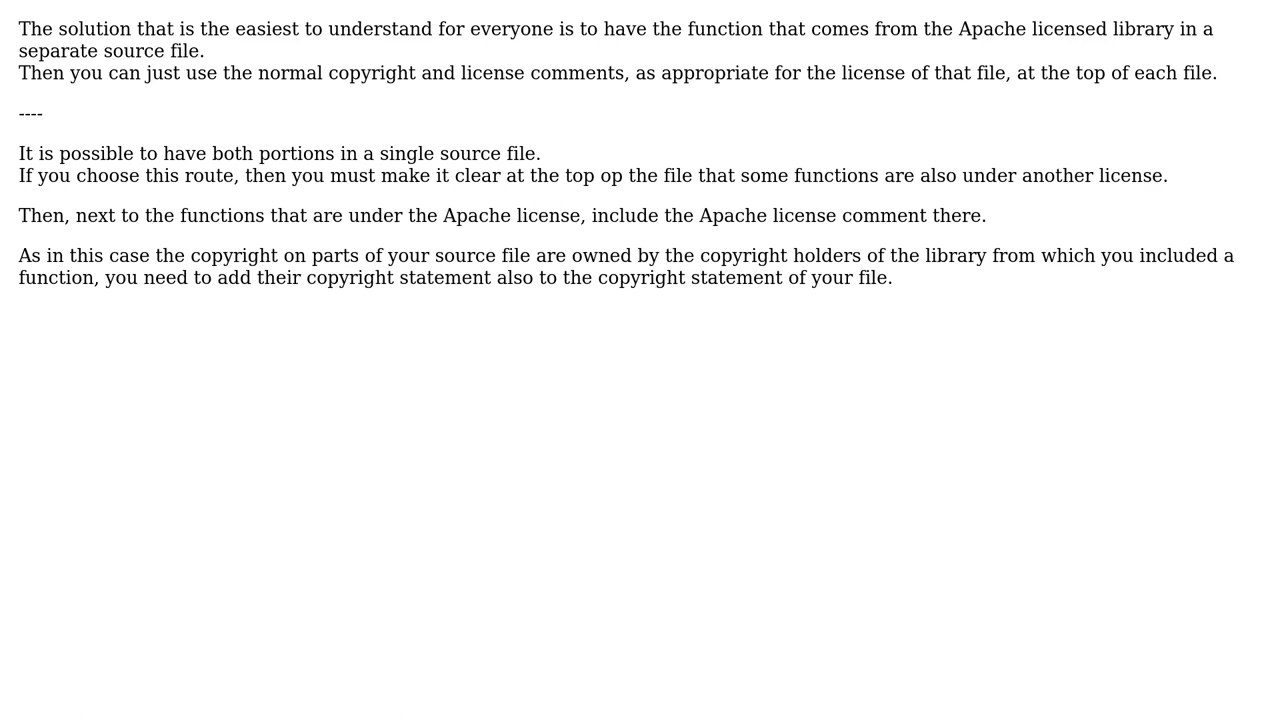 The solution that is the easiest to understand for everyone is to have the function that comes from the Apache licensed library in a
separate source file.
Then you can just use the normal copyright and license comments, as appropriate for the license of that file, at the top of each file.
----
It is possible to have both portions in a single source file.
If you choose this route, then you must make it clear at the top op the file that some functions are also under another license.
Then, next to the functions that are under the Apache license, include the Apache license comment there.
As in this case the copyright on parts of your source file are owned by the copyright holders of the library from which you included a
function, you need to add their copyright statement also to the copyright statement of your file.